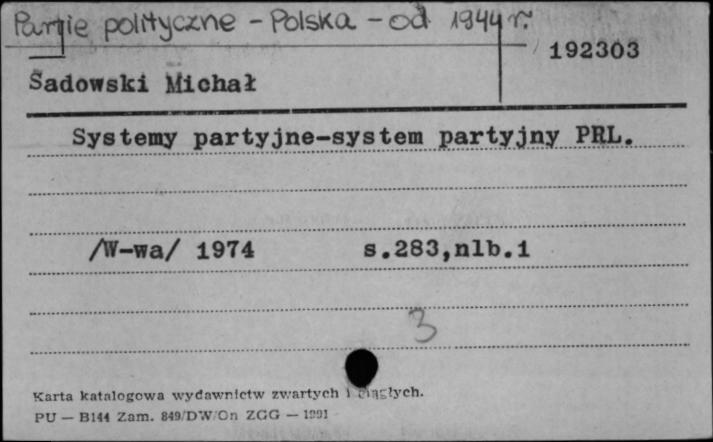 Partie polityczne - Polska - od 1944 r.
192303
Sadowski Michał
Systemy partyjne-system partyjny PRL.
/W-wa/ 1974 s.283,nlb.1
3
Karta katalogowa wydawnictw zwartych i ciągłych.
PU — B144 Zam. 849/DW/On ZGG — 1991